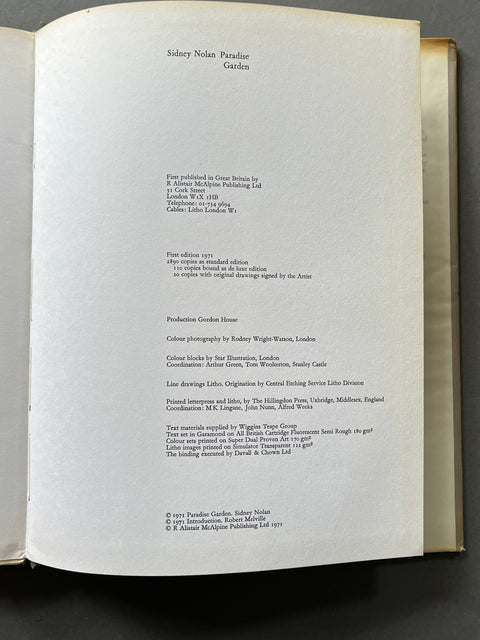 Sidney Nolan Paradise
Garden
First published in Great Britain by
R Alistair McAlpine Publishing Ltd
31 Cork Street
London W1X 1HB
Telephone: 01-734 9694
Cables: Litho London W1
First edition 1971
2890 copies as standard edition
110 copies bound as de luxe edition
20 copies with original drawings signed by the Artist
Production Gordon House
Colour photography by Rodney Wright-Watson, London
Colour blocks by Star Illustration, London
Coordination: Arthur Green, Tom Woolterton, Stanley Castle
Line drawings Litho. Origination by Central Etching Service Litho Division
Printed letterpress and litho, by The Hillingdon Press, Uxbridge, Middlesex, England
Coordination: M K Lingane, John Nunn, Alfred Weeks
Text materials supplied by Wiggins Teape Group
Text set in Garamond on All British Cartridge Fluorescent Semi Rough 180 gm²
Colour sets printed on Super Dual Proven Art 170 gm²
Litho images printed on Simulator Transparent 112 gm²
The binding executed by Davall & Chown Ltd
© 1971 Paradise Garden. Sidney Nolan
© 1971 Introduction. Robert Melville
© R Alistair McAlpine Publishing Ltd 1971